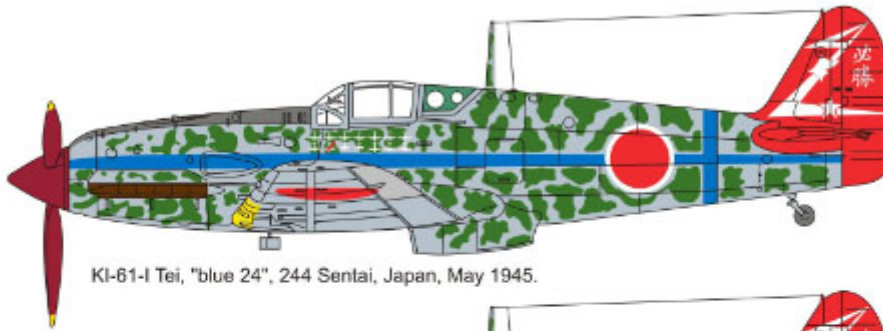 必勝
KI-61-I Tei, "blue 24", 244 Sentai, Japan, May 1945.